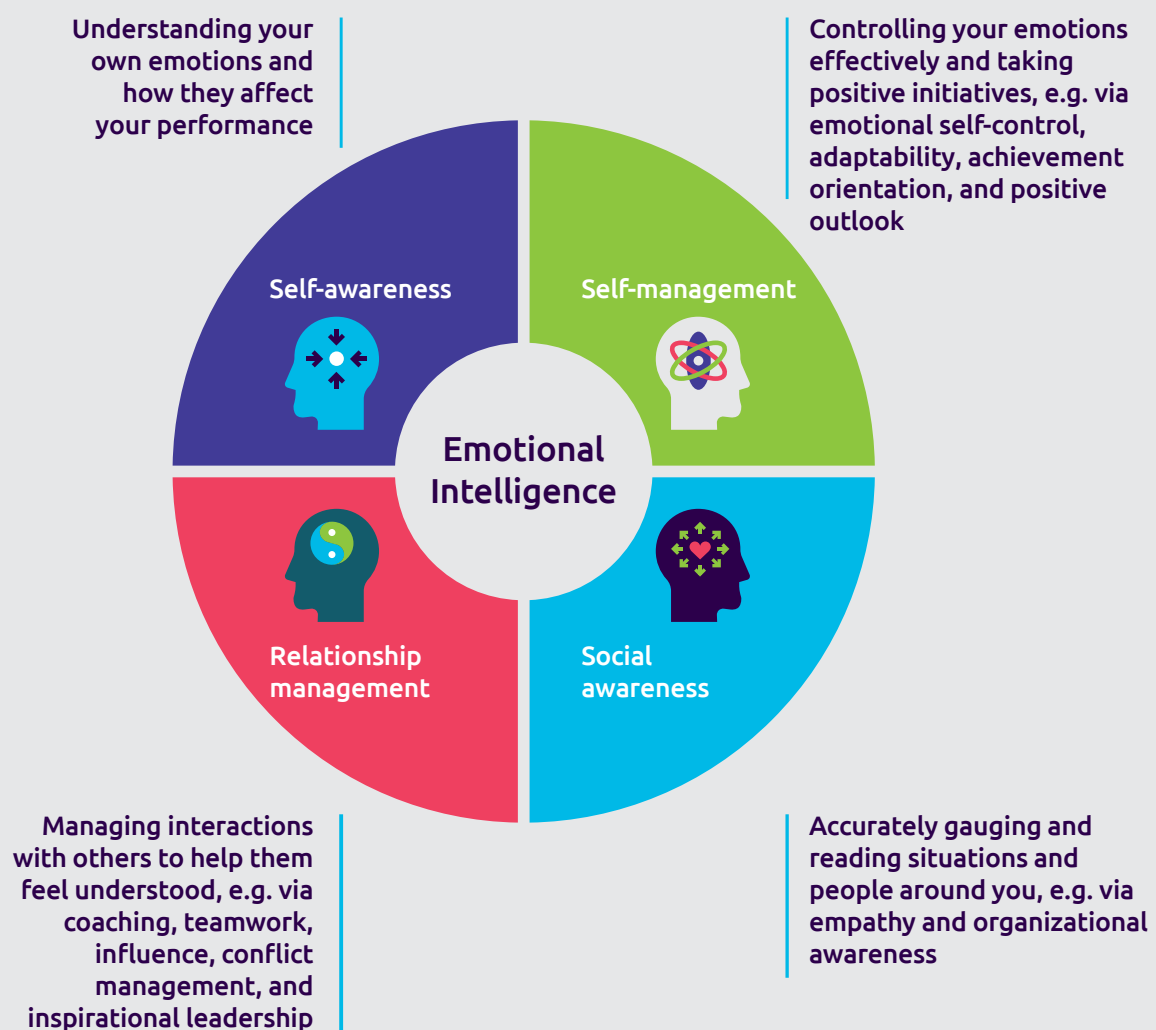 Understanding your
own emotions and
how they affect
your performance
Controlling your emotions
effectively and taking
positive initiatives, e.g. via
emotional self-control,
adaptability, achievement
orientation, and positive
outlook
Self-awareness
Self-management
Emotional
Intelligence
Relationship
management
Social
awareness
Managing interactions
with others to help them
feel understood, e.g. via
coaching, teamwork,
influence, conflict
management, and
inspirational leadership
Accurately gauging and
reading situations and
people around you, e.g. via
empathy and organizational
awareness